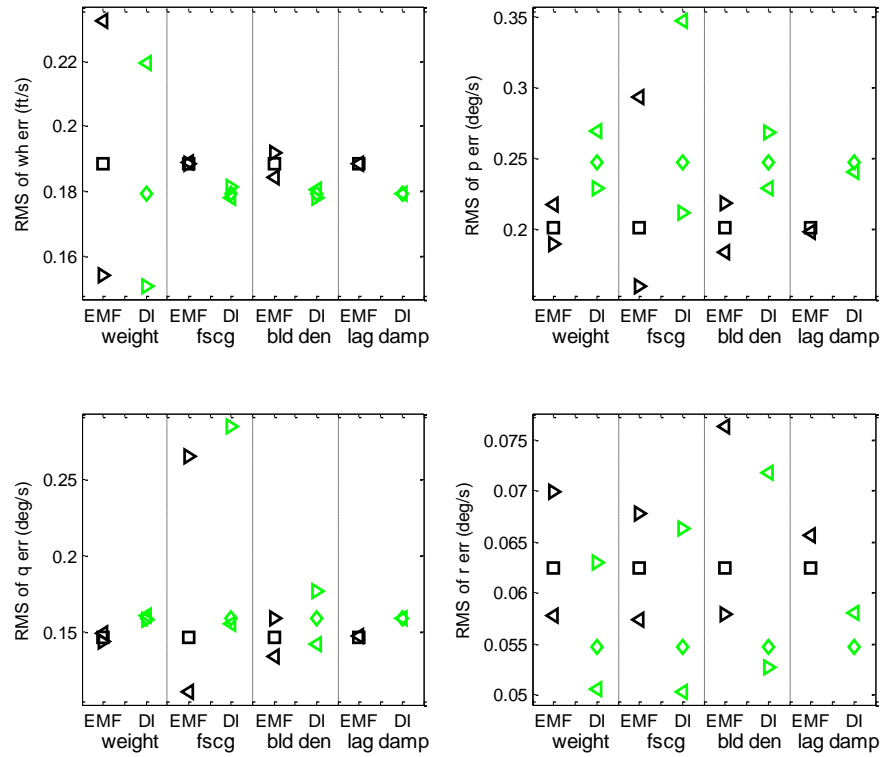 RMS of wh err (ft/s)
0.22
0.2
0.18
0.16
EMF DI EMF DI EMF DI EMF DI
weight fscg bld den lag damp
RMS of p err (deg/s)
0.35
0.3
0.25
0.2
EMF DI EMF DI EMF DI EMF DI
weight fscg bld den lag damp
RMS of q err (deg/s)
0.25
0.2
0.15
EMF DI EMF DI EMF DI EMF DI
weight fscg bld den lag damp
RMS of r err (deg/s)
0.075
0.07
0.065
0.06
0.055
0.05
EMF DI EMF DI EMF DI EMF DI
weight fscg bld den lag damp